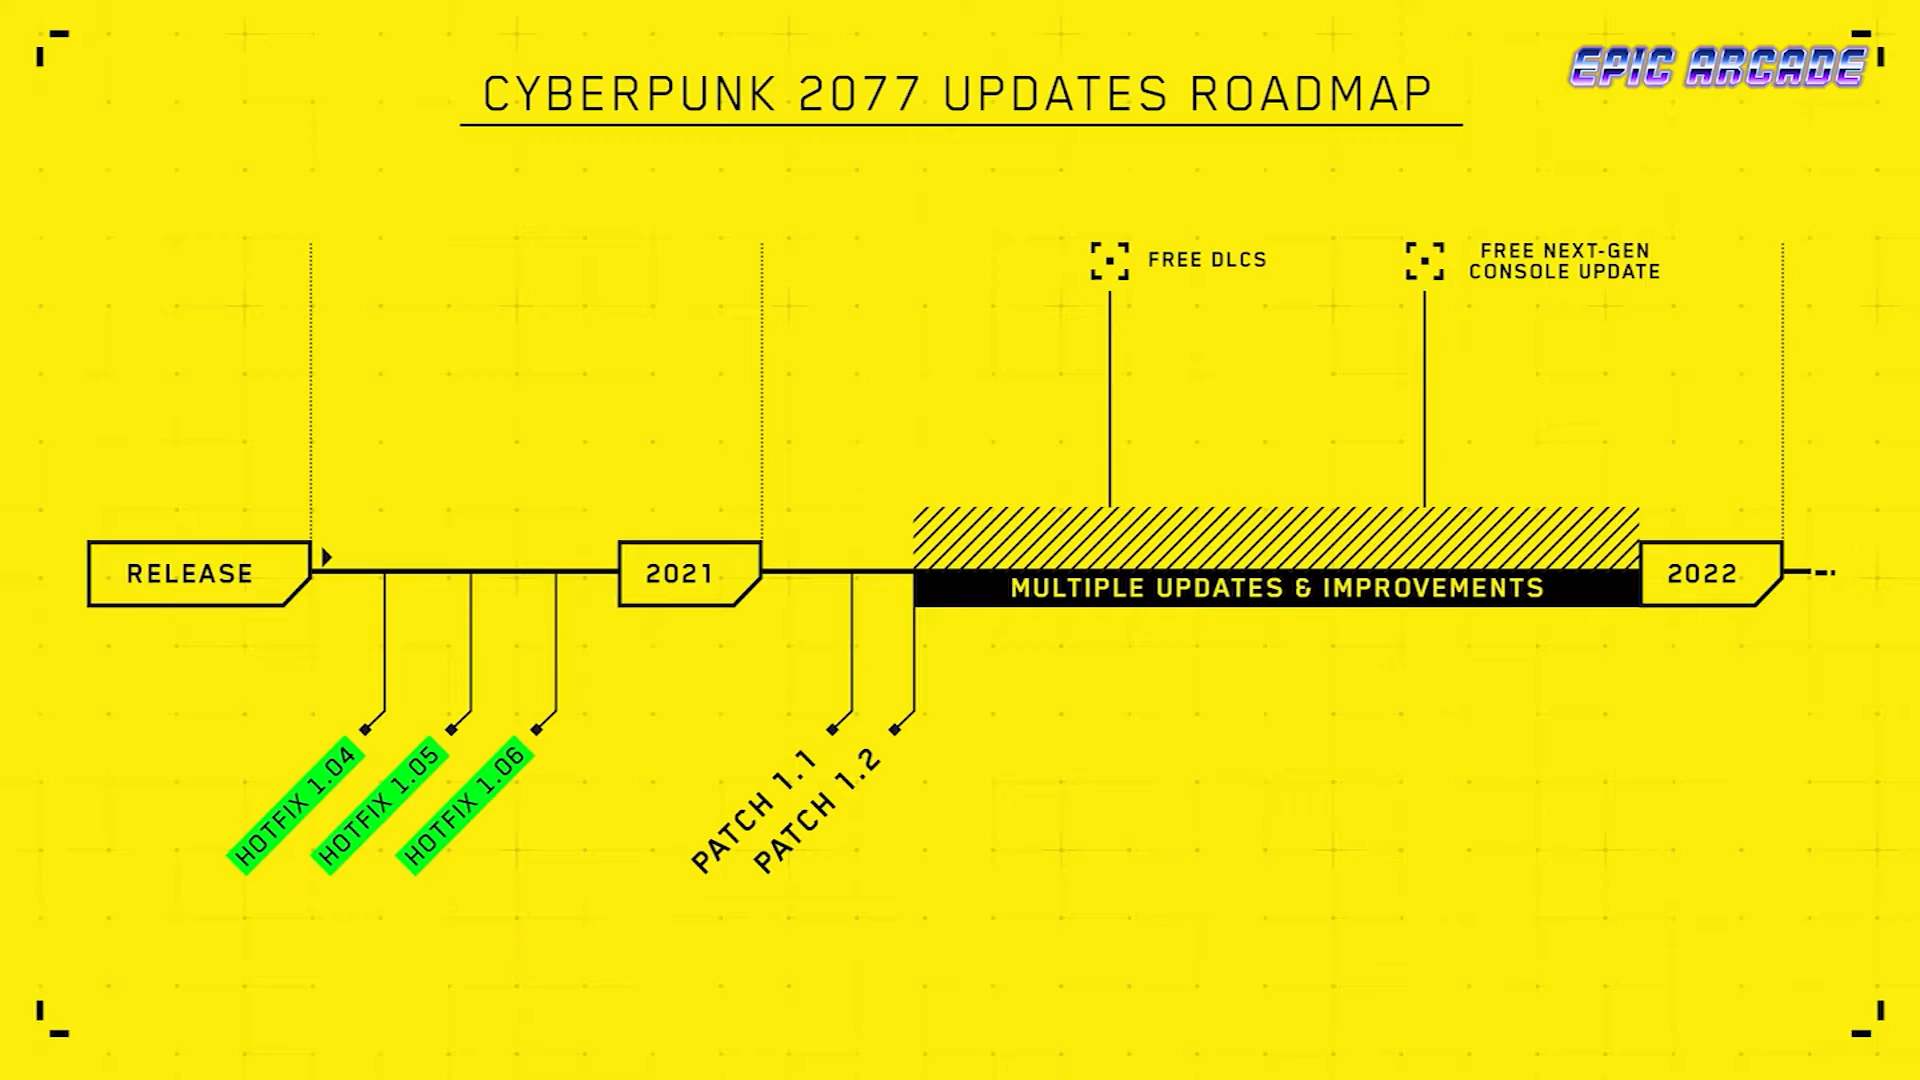 EPIC ARCADE
CYBERPUNK 2077 UPDATES ROADMAP
FREE DLCS
FREE NEXT-GEN
CONSOLE UPDATE
RELEASE
2021
MULTIPLE UPDATES & IMPROVEMENTS
2022
HOTFIX 1.04
HOTFIX 1.05
HOTFIX 1.06
PATCH 1.1
PATCH 1.2